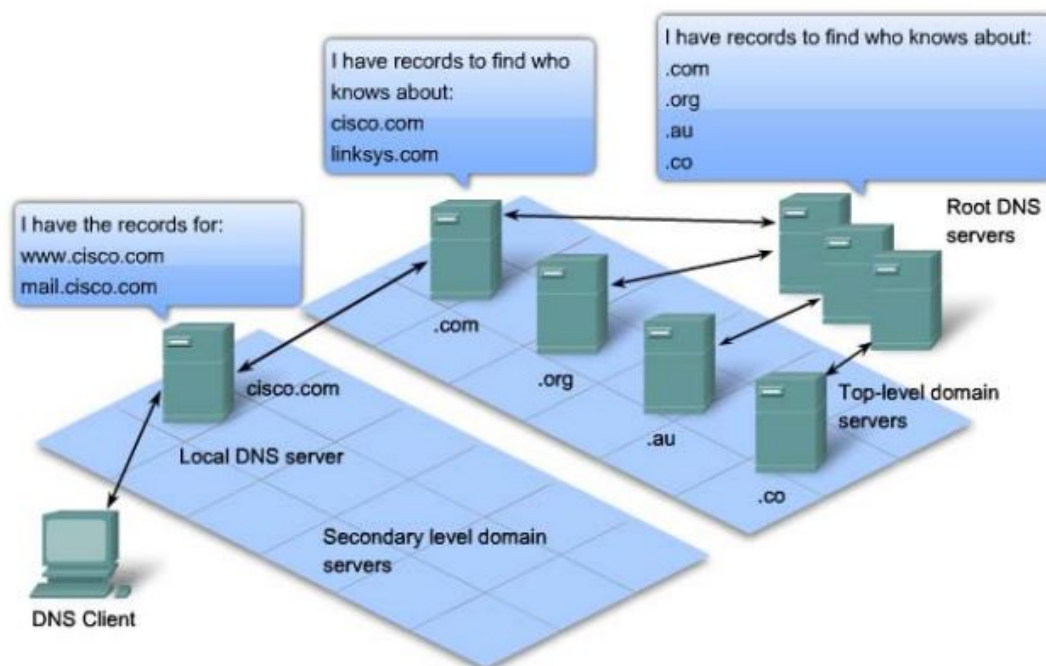 I have records to find who
knows about:
cisco.com
linksys.com
I have records to find who knows about:
.com
.org
.au
.co
I have the records for:
www.cisco.com
mail.cisco.com
Root DNS
servers
.com
.org
.au
.co
Top-level domain
servers
cisco.com
Local DNS server
Secondary level domain
servers
DNS Client